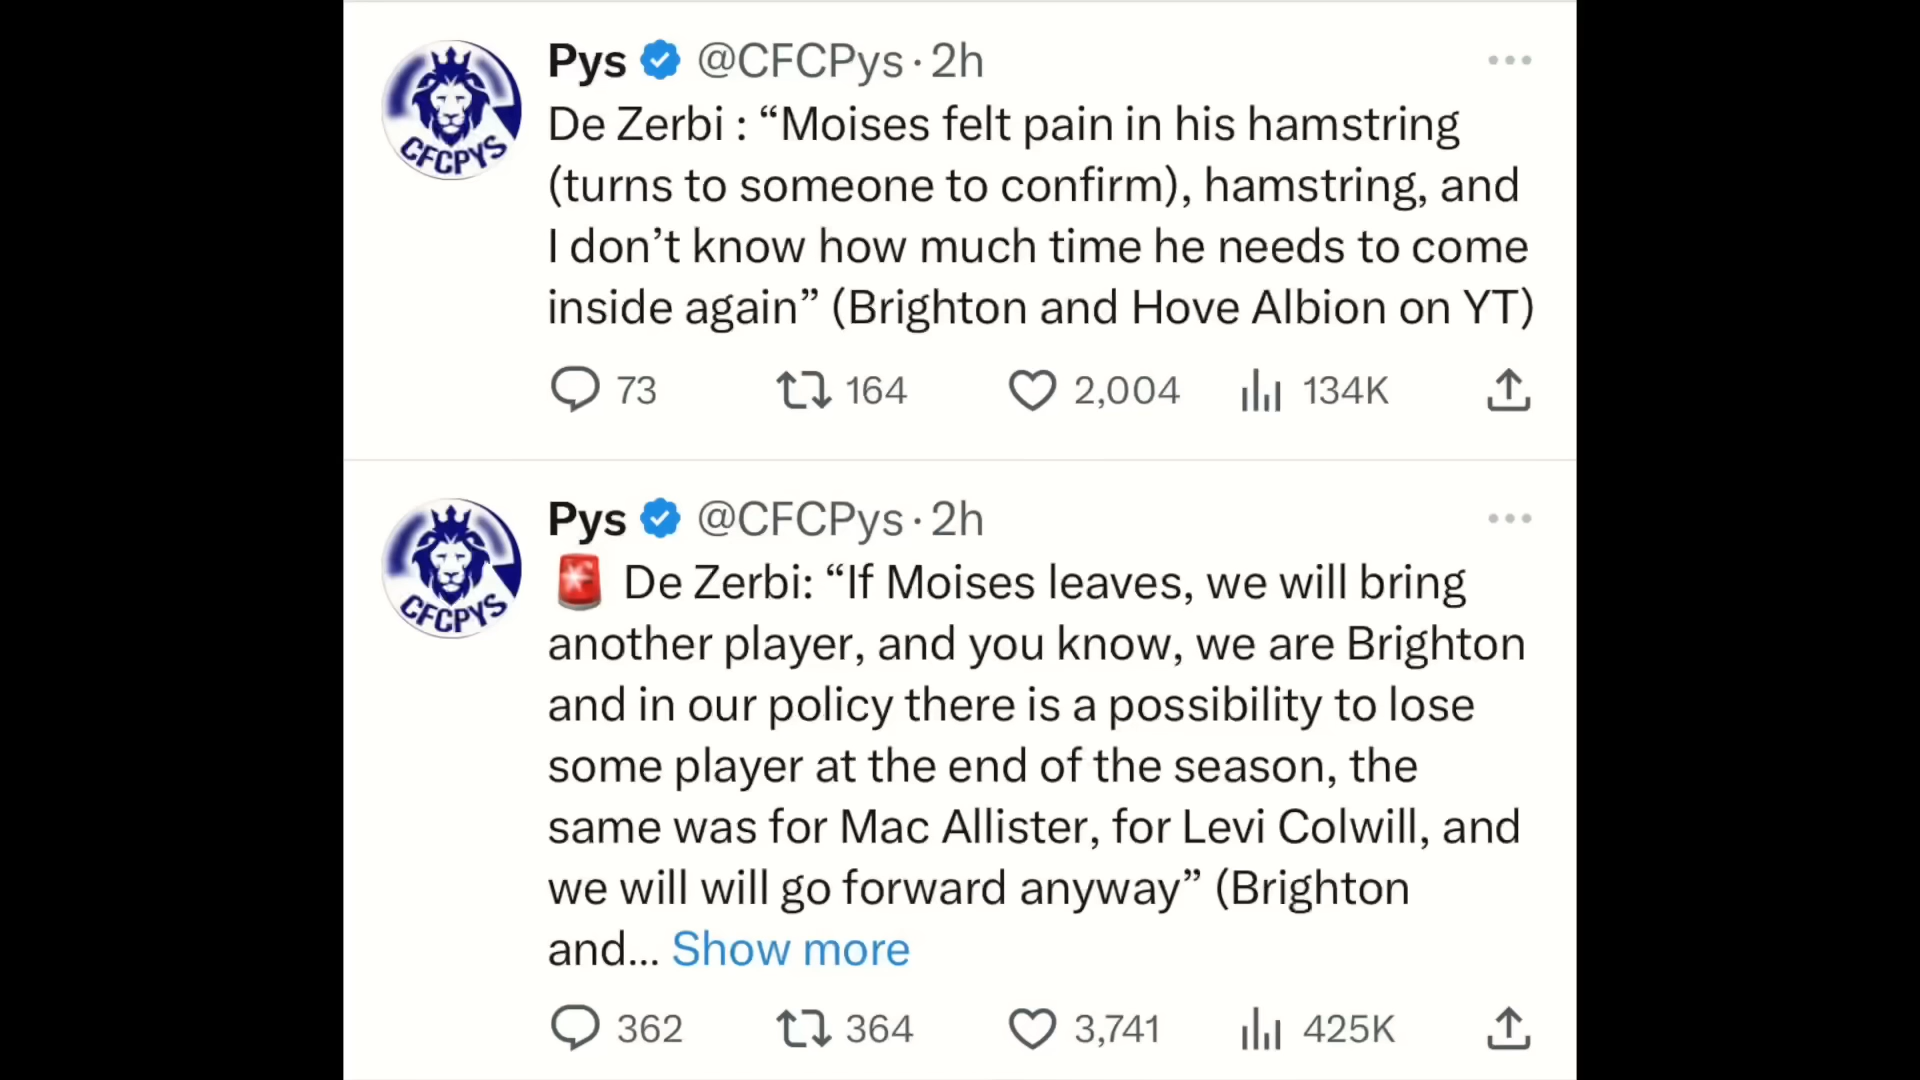 Pys @CFCPys · 2h
De Zerbi : “Moises felt pain in his hamstring
(turns to someone to confirm), hamstring, and
I don’t know how much time he needs to come
inside again” (Brighton and Hove Albion on YT)
73 164 2,004 134K
CFCPYS
Pys @CFCPys · 2h
🚨 De Zerbi: “If Moises leaves, we will bring
another player, and you know, we are Brighton
and in our policy there is a possibility to lose
some player at the end of the season, the
same was for Mac Allister, for Levi Colwill, and
we will will go forward anyway” (Brighton
and... Show more
362 364 3,741 425K
CFCPYS